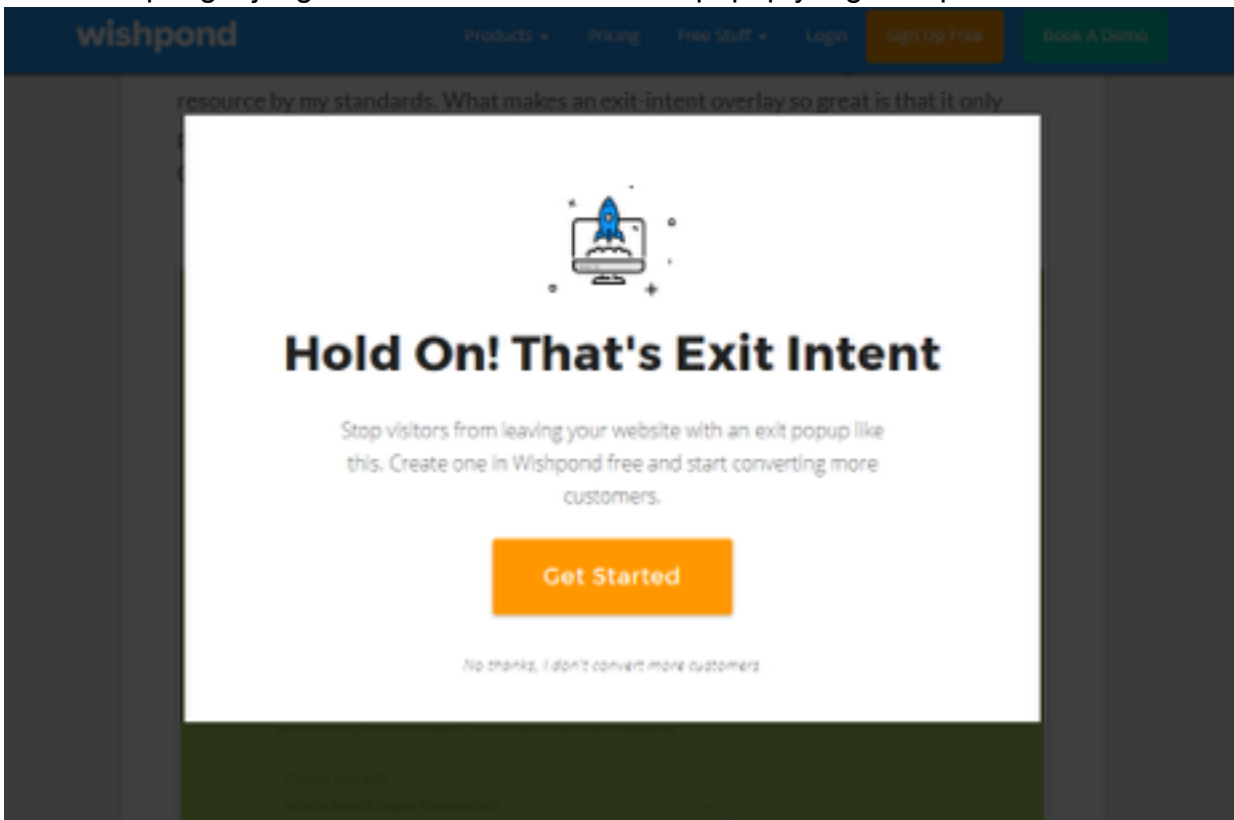 wishpond
Products Pricing Free Stuff Login Sign Up Free Book A Demo
resource by my standards. What makes an exit-intent overlay so great is that it only
Hold On! That's Exit Intent
Stop visitors from leaving your website with an exit popup like
this. Create one in Wishpond free and start converting more
customers.
Get Started
No thanks, I don't convert more customers